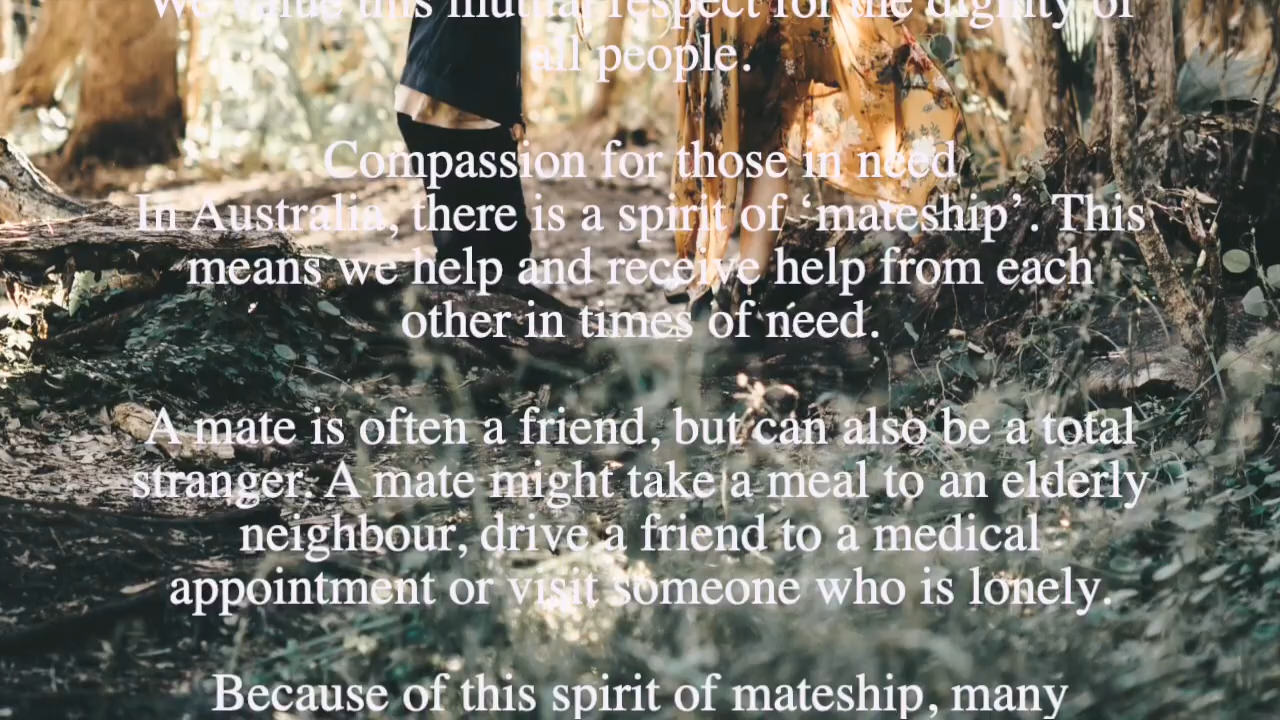 We value this mutual respect for the dignity of
all people.
Compassion for those in need
In Australia, there is a spirit of ‘mateship’. This
means we help and receive help from each
other in times of need.
A mate is often a friend, but can also be a total
stranger. A mate might take a meal to an elderly
neighbour, drive a friend to a medical
appointment or visit someone who is lonely.
Because of this spirit of mateship, many